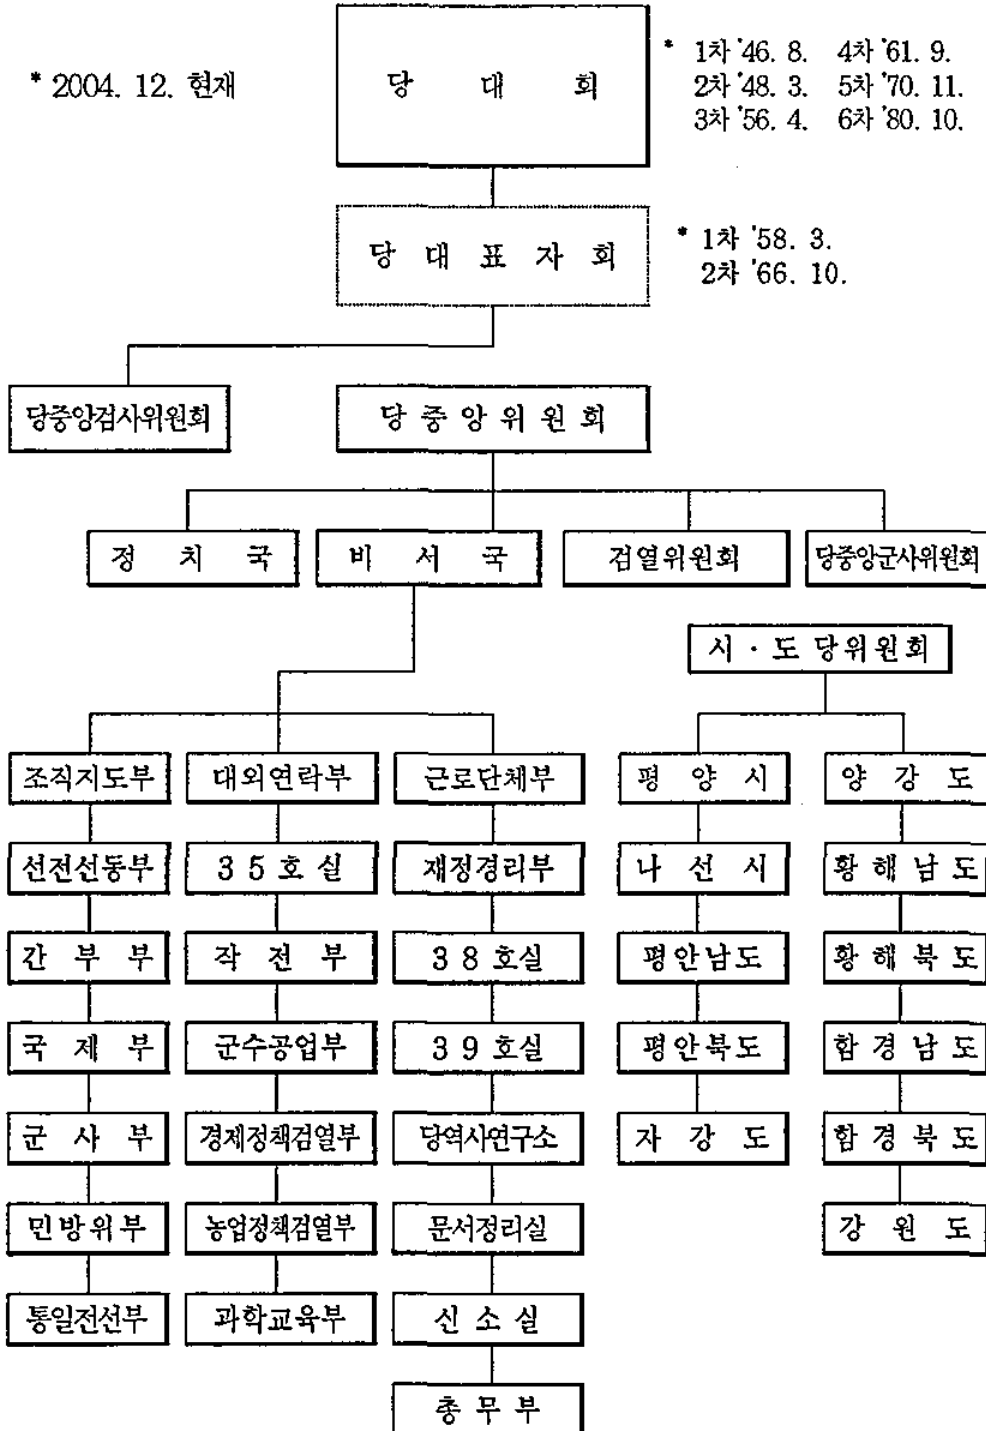 * 2004. 12. 현재
당 대 회
* 1차 '46. 8. 4차 '61. 9.
2차 '48. 3. 5차 '70. 11.
3차 '56. 4. 6차 '80. 10.
당 대 표 자 회
* 1차 '58. 3.
2차 '66. 10.
당중앙검사위원회
당 중 앙 위 원 회
정 치 국
비 서 국
검열위원회
당중앙군사위원회
시 · 도 당위원회
조직지도부
대외연락부
근로단체부
평 양 시
양 강 도
선전선동부
3 5 호 실
재정경리부
나 선 시
황 해 남 도
간 부 부
작 전 부
3 8 호실
평안남도
황 해 북 도
국 제 부
군수공업부
3 9 호실
평안북도
함 경 남 도
군 사 부
경제정책검열부
당역사연구소
자 강 도
함 경 북 도
민 방 위 부
농업정책검열부
문서정리실
강 원 도
통일전선부
과학교육부
신 소 실
총 무 부